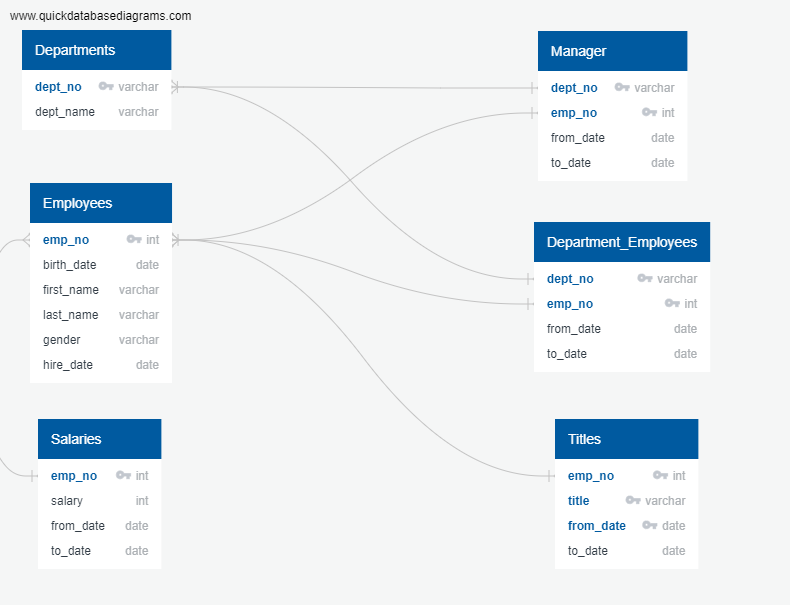 www.quickdatabasediagrams.com
Departments
dept_no varchar
dept_name varchar
Employees
emp_no int
birth_date date
first_name varchar
last_name varchar
gender varchar
hire_date date
Salaries
emp_no int
salary int
from_date date
to_date date
Manager
dept_no varchar
emp_no int
from_date date
to_date date
Department_Employees
dept_no varchar
emp_no int
from_date date
to_date date
Titles
emp_no int
title varchar
from_date date
to_date date